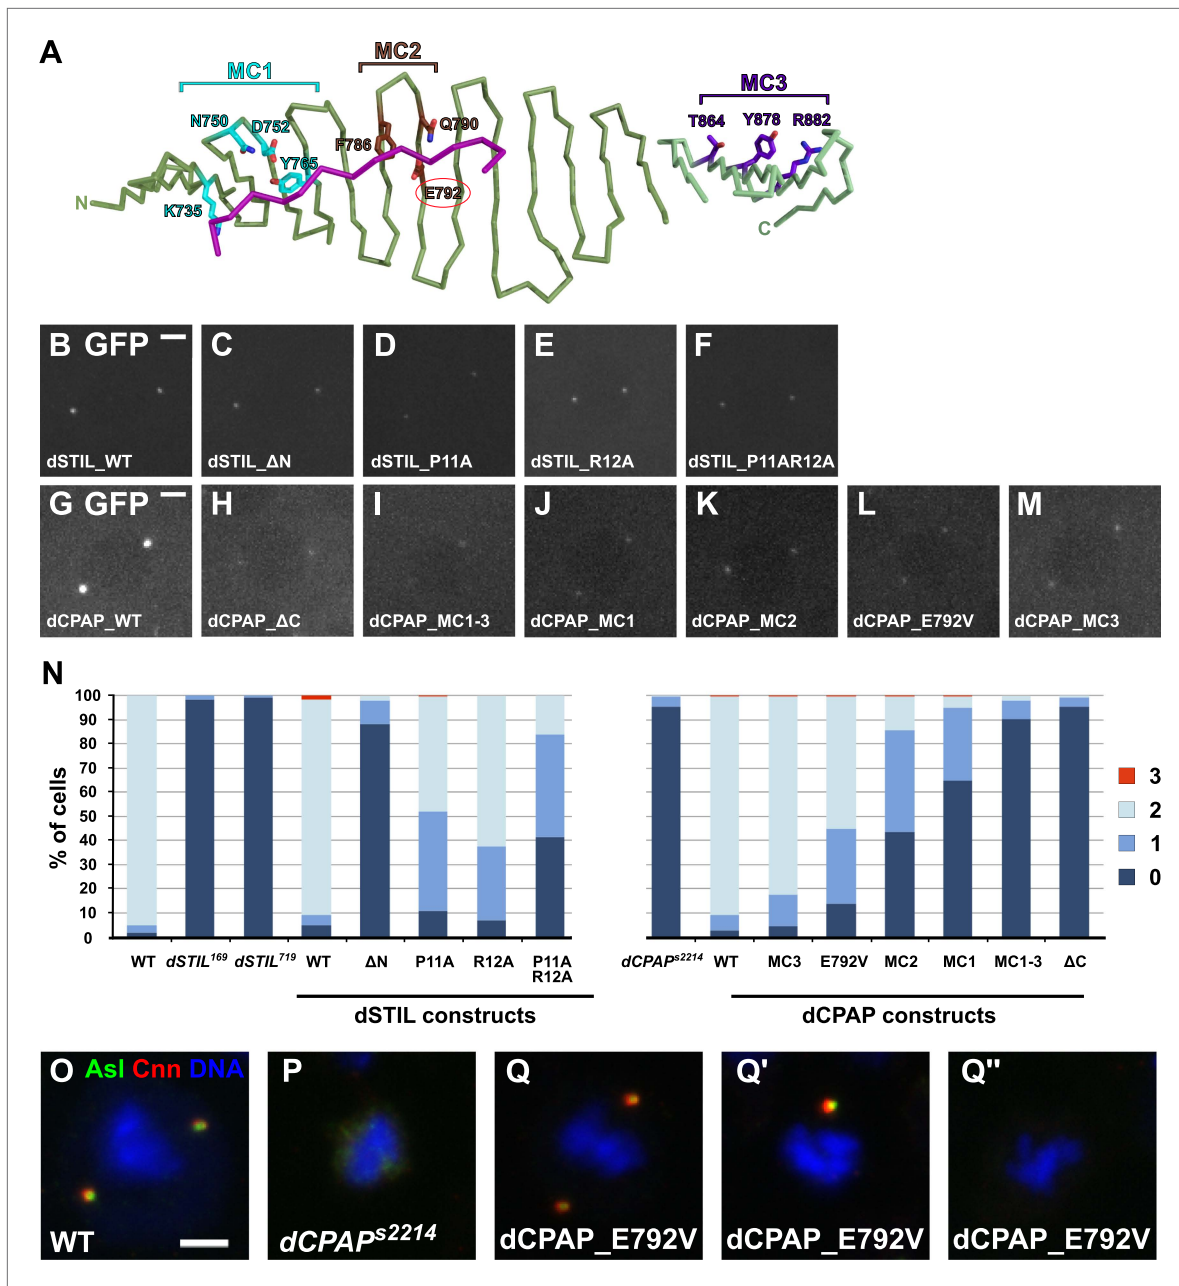 A
MC1
MC2
MC3
N750
D752
Y765
K735
F786
Q790
E792
T864
Y878
R882
N
C
B GFP
dSTIL_WT
C
dSTIL_ΔN
D
dSTIL_P11A
E
dSTIL_R12A
F
dSTIL_P11AR12A
G GFP
dCPAP_WT
H
dCPAP_ΔC
I
dCPAP_MC1-3
J
dCPAP_MC1
K
dCPAP_MC2
L
dCPAP_E792V
M
dCPAP_MC3
N
% of cells
100
90
80
70
60
50
40
30
20
10
0
WT dSTIL169 dSTIL719 WT ΔN P11A R12A P11A R12A
dSTIL constructs
dCPAPs2214 WT MC3 E792V MC2 MC1 MC1-3 ΔC
dCPAP constructs
3
2
1
0
O Asl Cnn DNA
WT
P
dCPAPs2214
Q
dCPAP_E792V
Q'
dCPAP_E792V
Q''
dCPAP_E792V